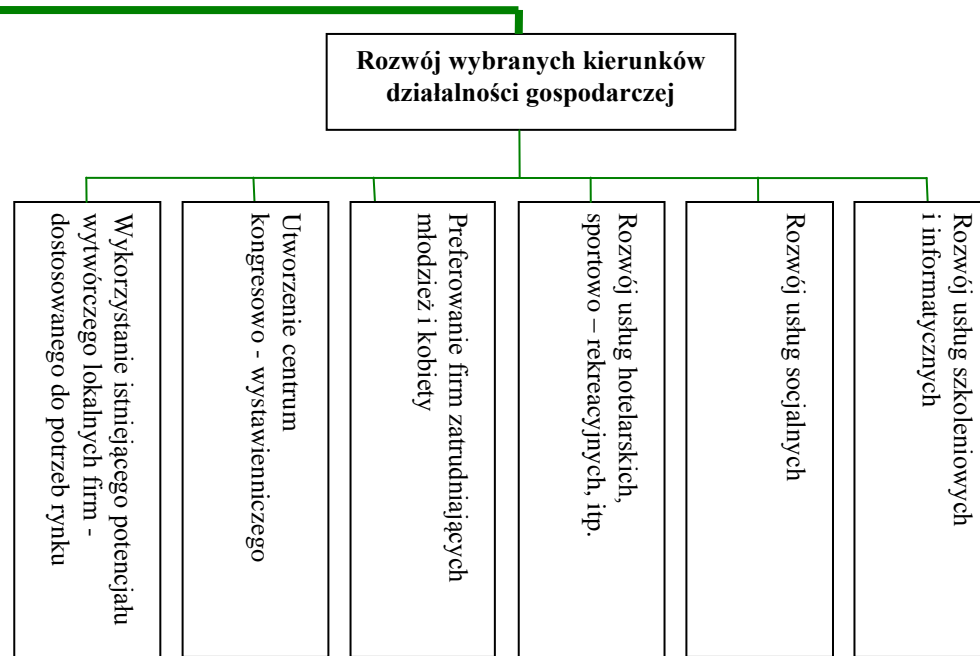 Rozwój wybranych kierunków
działalności gospodarczej
Wykorzystanie istniejącego potencjału
wytwórczego lokalnych firm -
dostosowanego do potrzeb rynku
Utworzenie centrum
kongresowo - wystawienniczego
Preferowanie firm zatrudniających
młodzież i kobiety
Rozwój usług hotelarskich,
sportowo – rekreacyjnych, itp.
Rozwój usług socjalnych
Rozwój usług szkoleniowych
i informatycznych